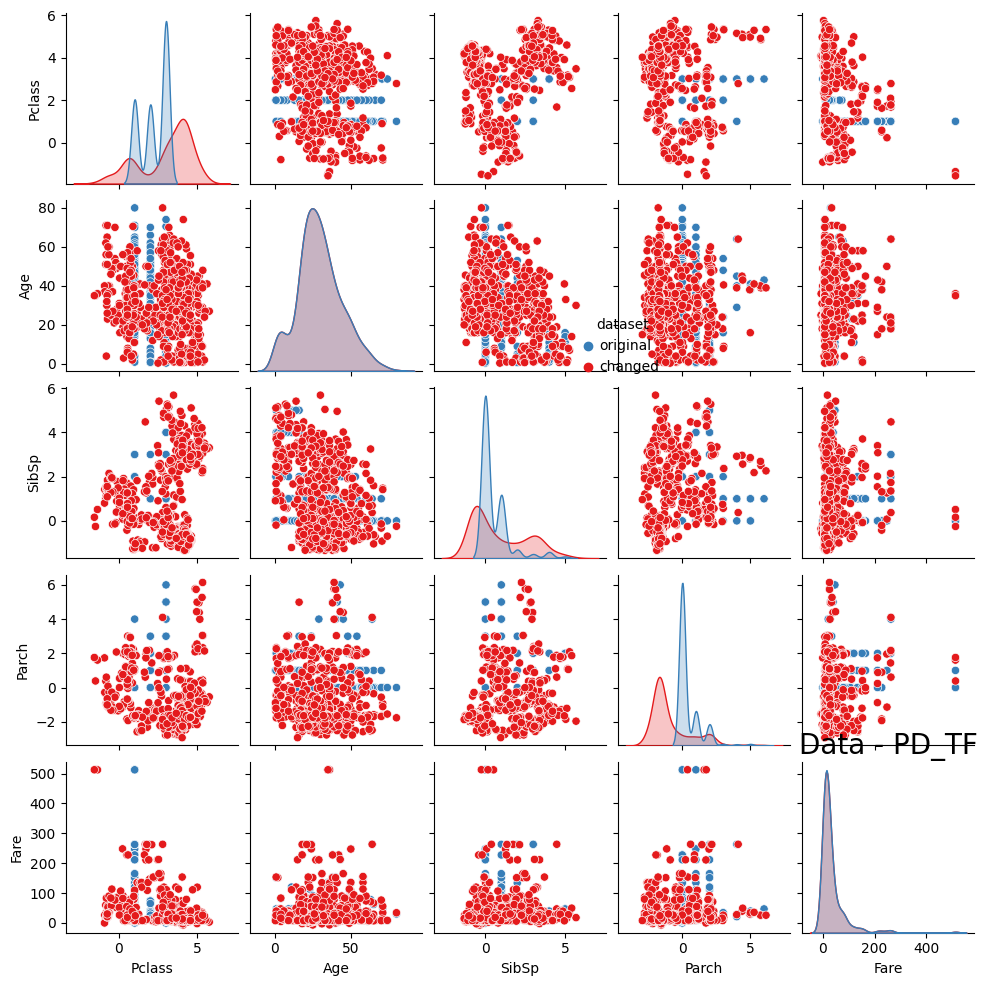 6
4
2
0
Pclass
80
60
40
20
0
Age
dataset
original
changed
6
4
2
0
SibSp
6
4
2
0
−2
Parch
Data - PD_TF
500
400
300
200
100
0
Fare
0 5 0 50 0 5 0 5 0 200 400
Pclass Age SibSp Parch Fare